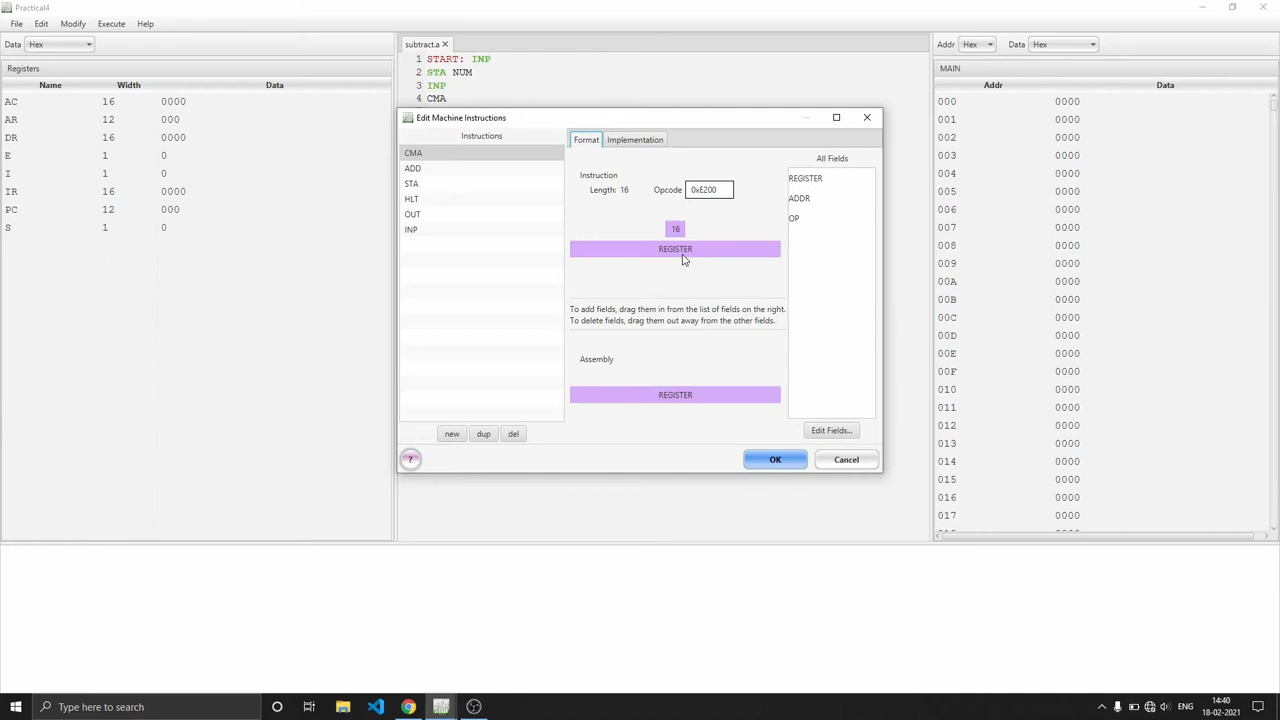 Practical4
File Edit Modify Execute Help
Data Hex
Registers
Name Width Data
AC 16 0000
AR 12 000
DR 16 0000
E 1 0
I 1 0
IR 16 0000
PC 12 000
S 1 0
subtract.a
1 START: INP
2 STA NUM
3 INP
4 CMA
Edit Machine Instructions
Instructions
CMA
ADD
STA
HLT
OUT
INP
new dup del
?
Format Implementation
Instruction
Length: 16 Opcode 0xE200
16
REGISTER
To add fields, drag them in from the list of fields on the right.
To delete fields, drag them out away from the other fields.
Assembly
REGISTER
All Fields
REGISTER
ADDR
OP
Edit Fields...
OK Cancel
Addr Hex Data Hex
MAIN
Addr Data
000 0000
001 0000
002 0000
003 0000
004 0000
005 0000
006 0000
007 0000
008 0000
009 0000
00A 0000
00B 0000
00C 0000
00D 0000
00E 0000
00F 0000
010 0000
011 0000
012 0000
013 0000
014 0000
015 0000
016 0000
017 0000
Type here to search
ENG
14:40
18-02-2021